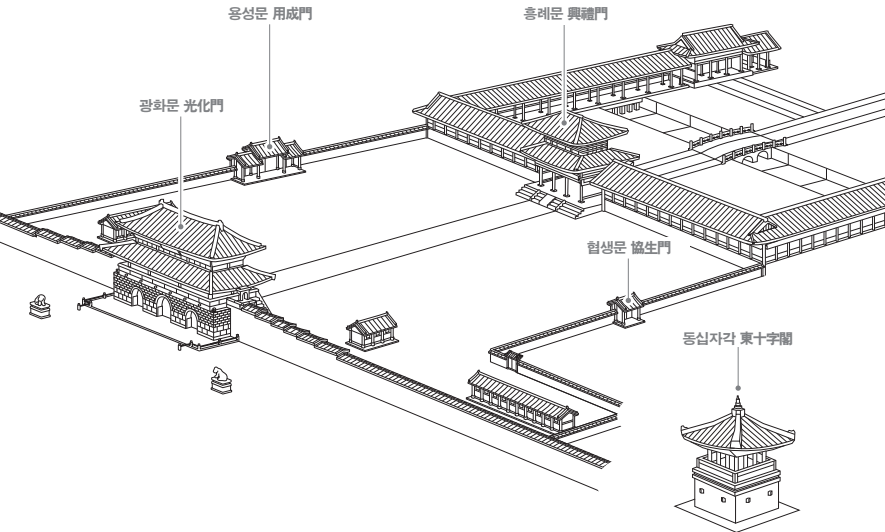 용성문 用成門
흥례문 興禮門
광화문 光化門
협생문 協生門
동십자각 東十字閣